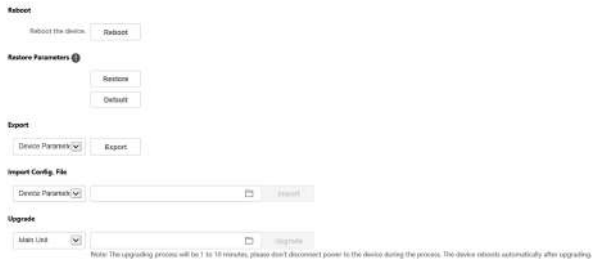 Reboot
Reboot the device. Reboot
Restore Parameters
Restore
Default
Export
Device Paramete Export
Import Config. File
Device Paramete Import
Upgrade
Main Unit Upgrade
Note: The upgrading process will be 1 to 10 minutes, please don't disconnect power to the device during the process. The device reboots automatically after upgrading.